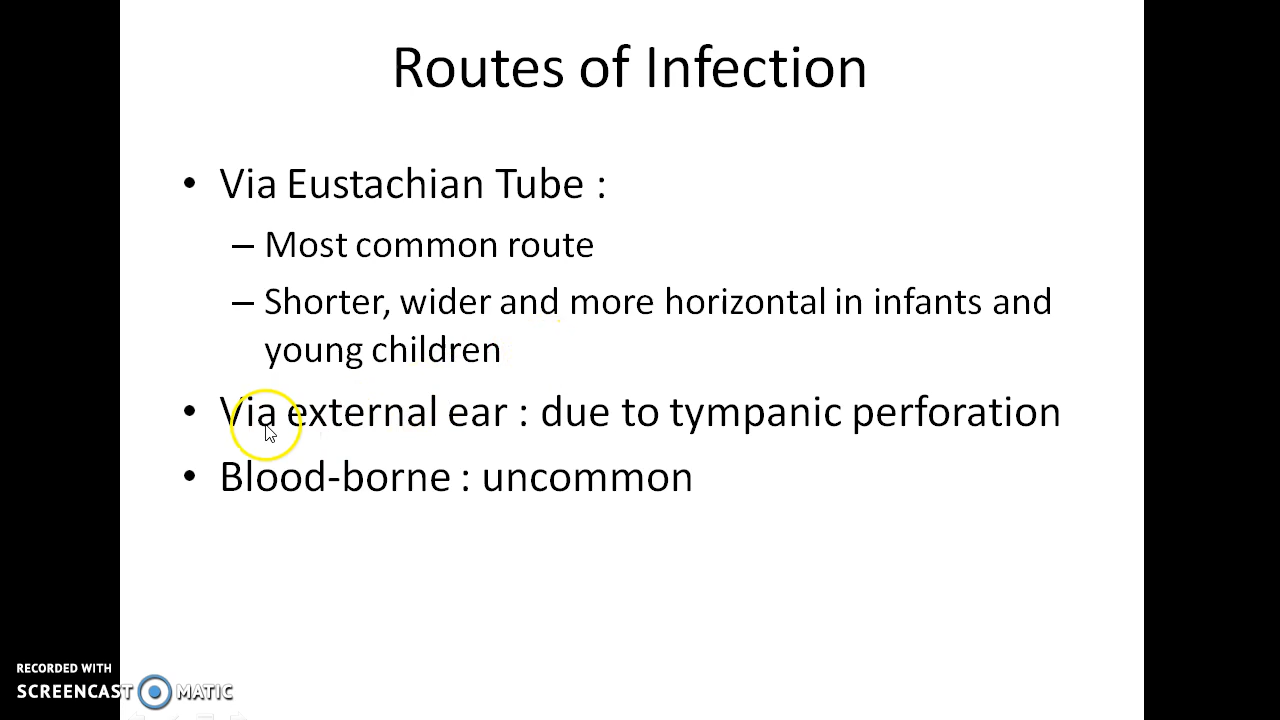 Routes of Infection
• Via Eustachian Tube :
– Most common route
– Shorter, wider and more horizontal in infants and
young children
• Via external ear : due to tympanic perforation
• Blood-borne : uncommon
RECORDED WITH
SCREENCAST MATIC